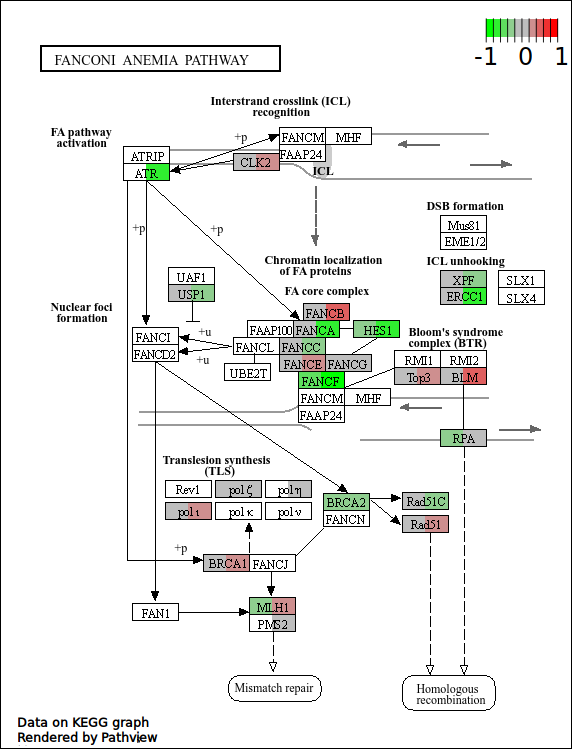 -1 0 1
FANCONI ANEMIA PATHWAY
Interstrand crosslink (ICL)
recognition
FA pathway
activation
+p
FANCM MHF
FAAP24
ICL
ATRIP
ATR
CLK2
+p
+p
DSB formation
Mus81
EME1/2
ICL unhooking
XPF SLX1
ERCC1 SLX4
Chromatin localization
of FA proteins
FA core complex
UAF1
USP1
Nuclear foci
formation
FANCB
FAAP100 FANCA HES1
FANCI
FANCD2
+u
+u
FANCL FANCC
FANCE FANCG
UBE2T
FANCF
FANCM MHF
FAAP24
Bloom's syndrome
complex (BTR)
RMI1 RMI2
Top3 BLM
RPA
Translesion synthesis
(TLS)
Rev1 pol ζ pol η
pol ι pol κ pol ν
BRCA2
FANCN
Rad51C
Rad51
+p
BRCA1 FANCJ
FAN1
MLH1
PMS2
Mismatch repair
Homologous
recombination
Data on KEGG graph
Rendered by Pathview